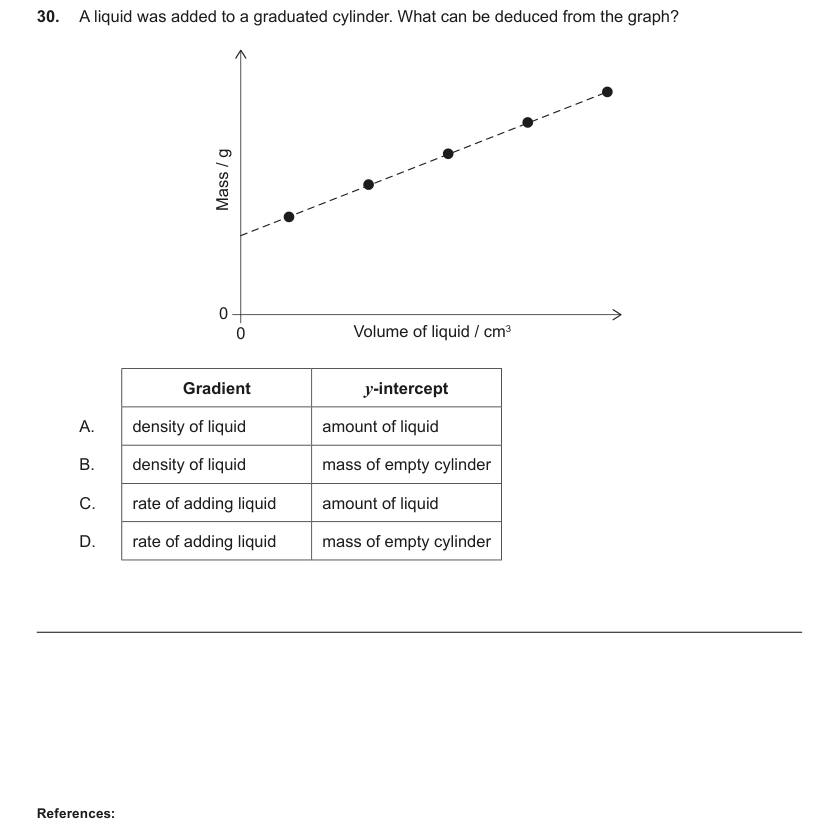 30. A liquid was added to a graduated cylinder. What can be deduced from the graph?
Mass / g
0
0
Volume of liquid / cm³
Gradient y-intercept
A. density of liquid amount of liquid
B. density of liquid mass of empty cylinder
C. rate of adding liquid amount of liquid
D. rate of adding liquid mass of empty cylinder
References: